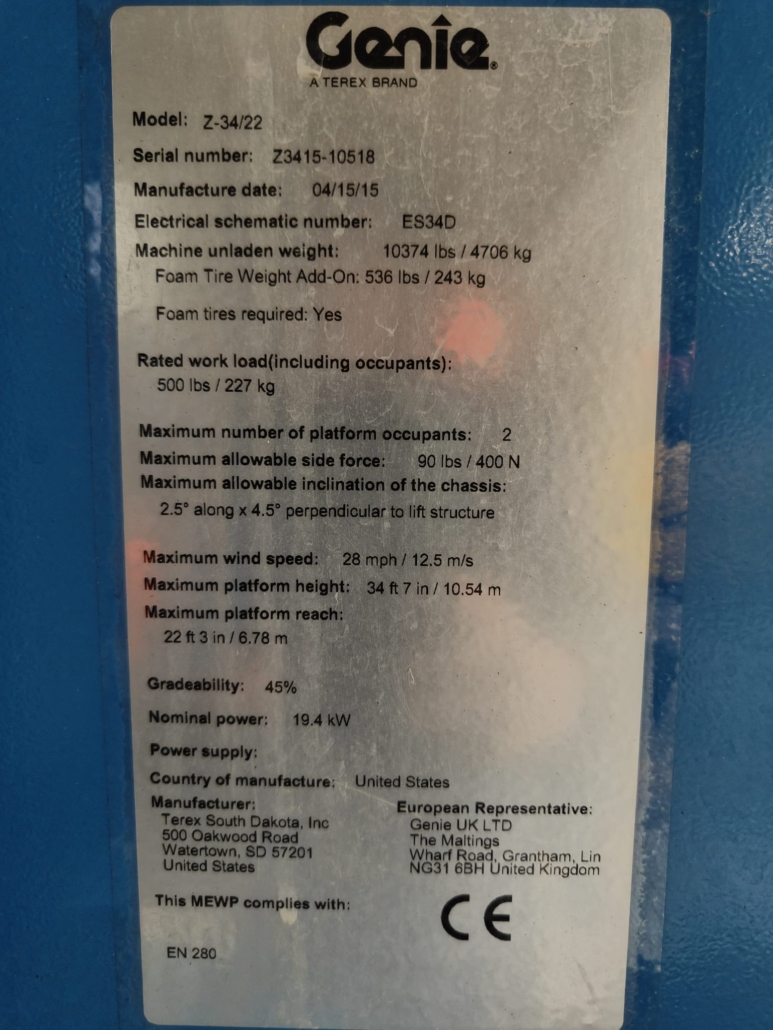 Genie®
A TEREX BRAND
Model: Z-34/22
Serial number: Z3415-10518
Manufacture date: 04/15/15
Electrical schematic number: ES34D
Machine unladen weight: 10374 lbs / 4706 kg
Foam Tire Weight Add-On: 536 lbs / 243 kg
Foam tires required: Yes
Rated work load(including occupants):
500 lbs / 227 kg
Maximum number of platform occupants: 2
Maximum allowable side force: 90 lbs / 400 N
Maximum allowable inclination of the chassis:
2.5° along x 4.5° perpendicular to lift structure
Maximum wind speed: 28 mph / 12.5 m/s
Maximum platform height: 34 ft 7 in / 10.54 m
Maximum platform reach:
22 ft 3 in / 6.78 m
Gradeability: 45%
Nominal power: 19.4 kW
Power supply:
Country of manufacture: United States
Manufacturer:
Terex South Dakota, Inc
500 Oakwood Road
Watertown, SD 57201
United States
European Representative:
Genie UK LTD
The Maltings
Wharf Road, Grantham, Lin
NG31 6BH United Kingdom
This MEWP complies with:
CE
EN 280